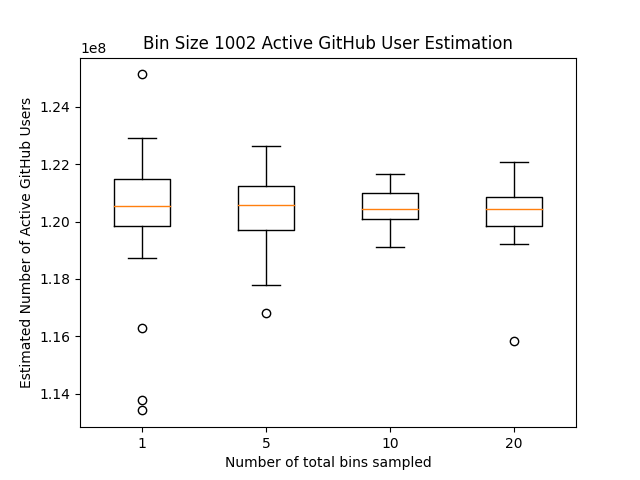 Bin Size 1002 Active GitHub User Estimation
1e8
1.24
1.22
1.20
1.18
1.16
1.14
Estimated Number of Active GitHub Users
1 5 10 20
Number of total bins sampled